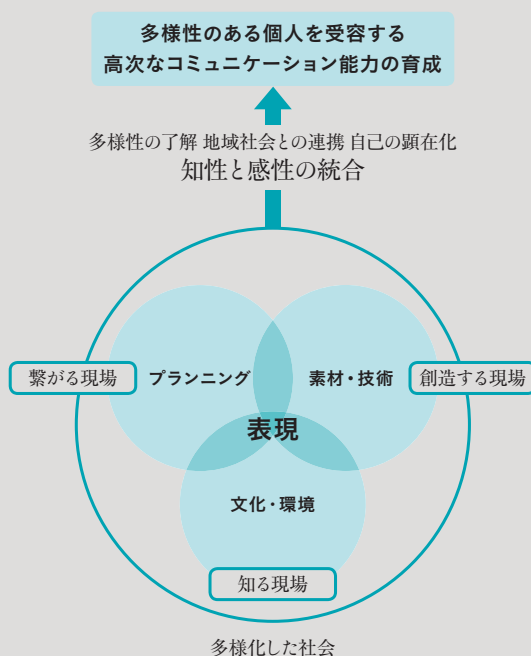 多様性のある個人を受容する
高次なコミュニケーション能力の育成
多様性の了解 地域社会との連携 自己の顕在化
知性と感性の統合
繋がる現場
プランニング
素材・技術
創造する現場
表現
文化・環境
知る現場
多様化した社会